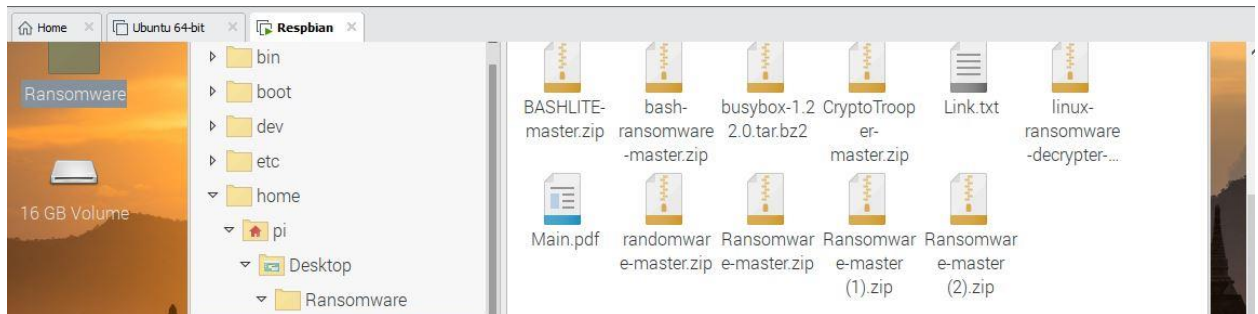 Home
Ubuntu 64-bit
Respbian
Ransomware
16 GB Volume
bin
boot
dev
etc
home
pi
Desktop
Ransomware
BASHLITE-
master.zip
bash-
ransomware
-master.zip
busybox-1.2
2.0.tar.bz2
CryptoTroop
er-
master.zip
Link.txt
linux-
ransomware
-decrypter-...
Main.pdf
randomwar
e-master.zip
Ransomwar
e-master.zip
Ransomwar
e-master
(1).zip
Ransomwar
e-master
(2).zip